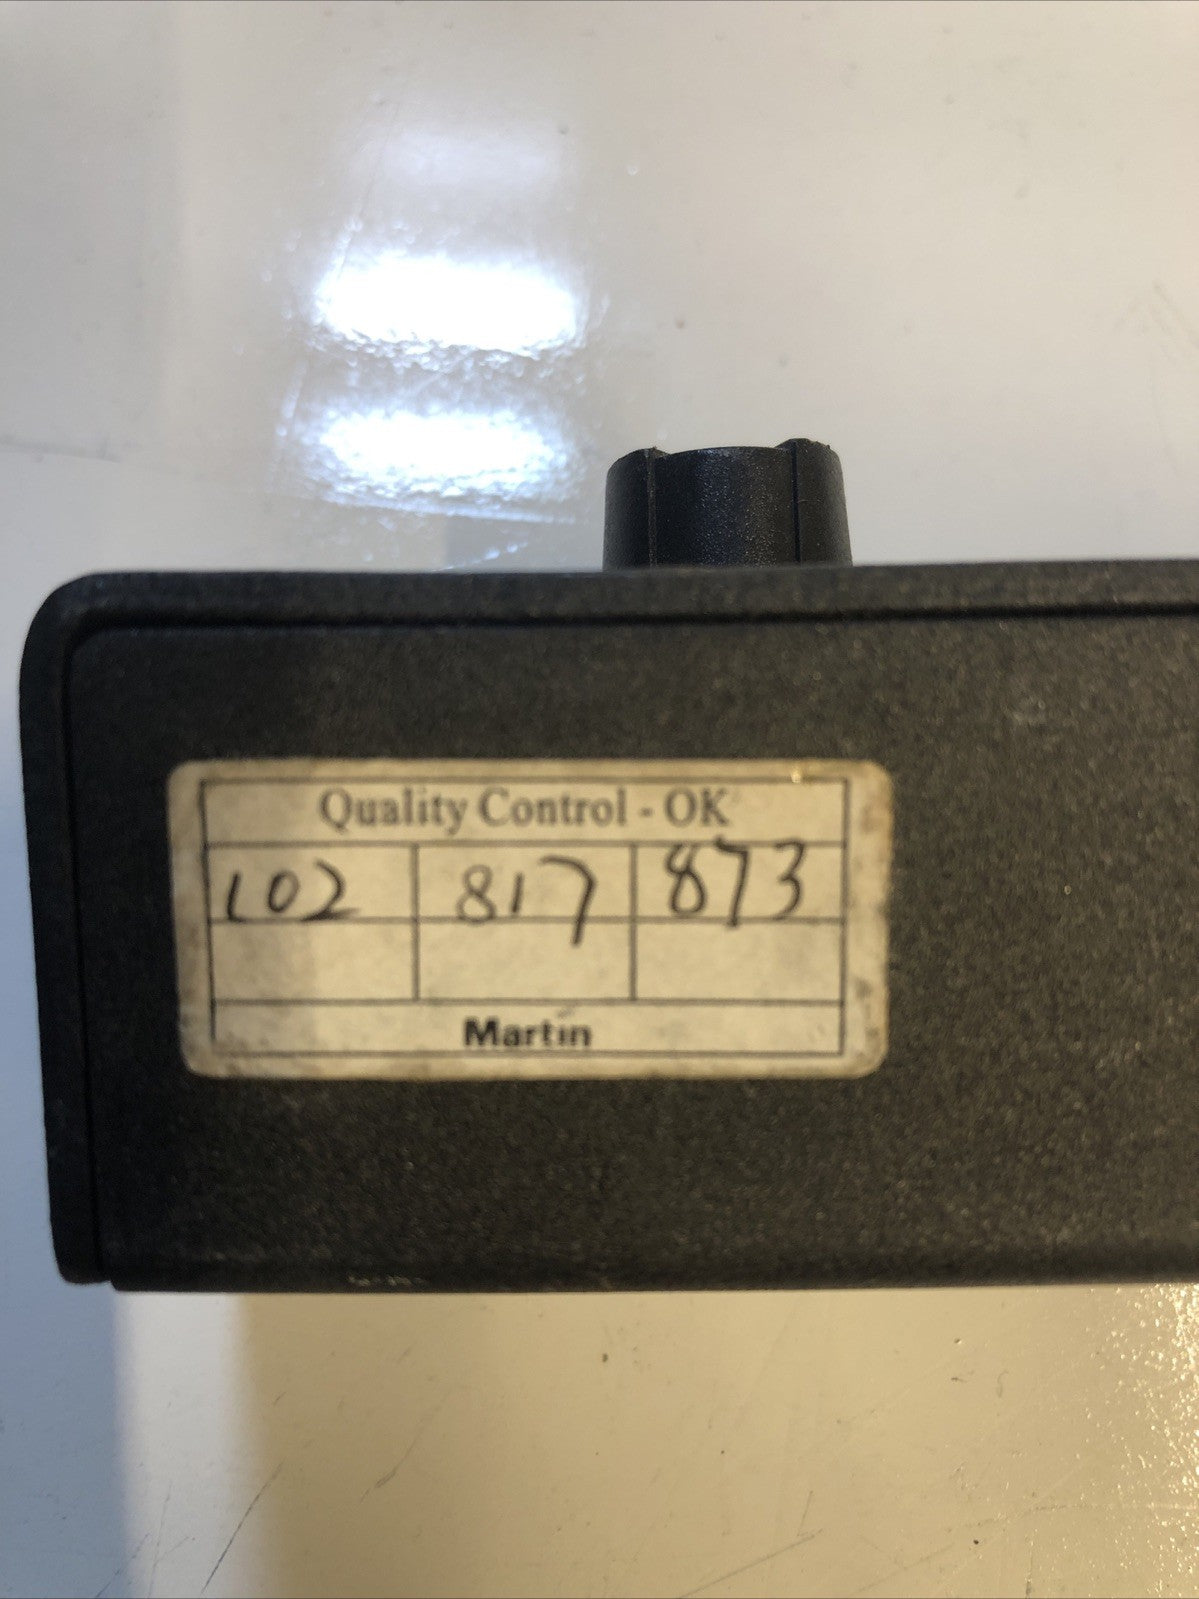 Quality Control - OK
102 817 873
Martin